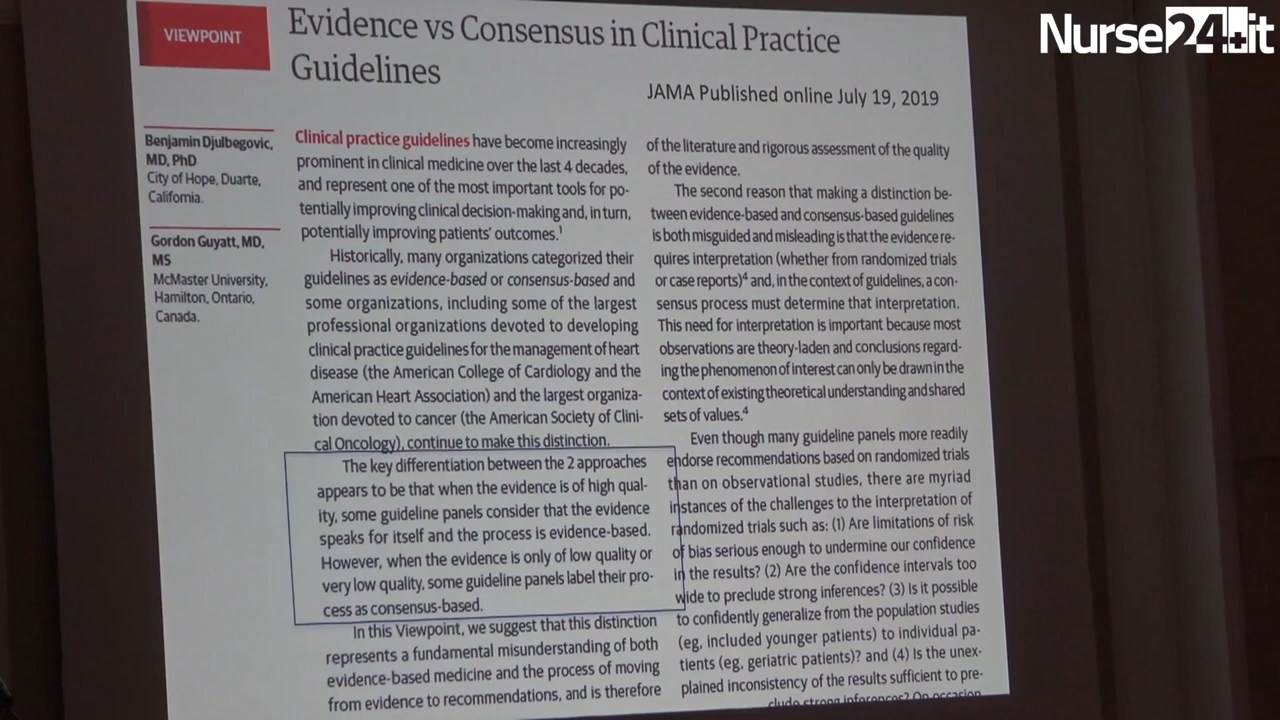 Nurse24.it
VIEWPOINT
Evidence vs Consensus in Clinical Practice
Guidelines
JAMA Published online July 19, 2019
Benjamin Djulbegovic,
MD, PhD
City of Hope, Duarte,
California.
Gordon Guyatt, MD,
MS
McMaster University,
Hamilton, Ontario,
Canada.
Clinical practice guidelines have become increasingly
prominent in clinical medicine over the last 4 decades,
and represent one of the most important tools for po-
tentially improving clinical decision-making and, in turn,
potentially improving patients' outcomes.¹
Historically, many organizations categorized their
guidelines as evidence-based or consensus-based and
some organizations, including some of the largest
professional organizations devoted to developing
clinical practice guidelines for the management of heart
disease (the American College of Cardiology and the
American Heart Association) and the largest organiza-
tion devoted to cancer (the American Society of Clini-
cal Oncology), continue to make this distinction.
The key differentiation between the 2 approaches
appears to be that when the evidence is of high qual-
ity, some guideline panels consider that the evidence
speaks for itself and the process is evidence-based.
However, when the evidence is only of low quality or
very low quality, some guideline panels label their pro-
cess as consensus-based.
In this Viewpoint, we suggest that this distinction
represents a fundamental misunderstanding of both
evidence-based medicine and the process of moving
from evidence to recommendations, and is therefore
of the literature and rigorous assessment of the quality
of the evidence.
The second reason that making a distinction be-
tween evidence-based and consensus-based guidelines
is both misguided and misleading is that the evidence re-
quires interpretation (whether from randomized trials
or case reports)⁴ and, in the context of guidelines, a con-
sensus process must determine that interpretation.
This need for interpretation is important because most
observations are theory-laden and conclusions regard-
ing the phenomenon of interest can only be drawn in the
context of existing theoretical understanding and shared
sets of values.⁴
Even though many guideline panels more readily
endorse recommendations based on randomized trials
than on observational studies, there are myriad
instances of the challenges to the interpretation of
randomized trials such as: (1) Are limitations of risk
of bias serious enough to undermine our confidence
in the results? (2) Are the confidence intervals too
wide to preclude strong inferences? (3) Is it possible
to confidently generalize from the population studies
(eg, included younger patients) to individual pa-
tients (eg, geriatric patients)? and (4) Is the unex-
plained inconsistency of the results sufficient to pre-
clude strong inferences? On occasion